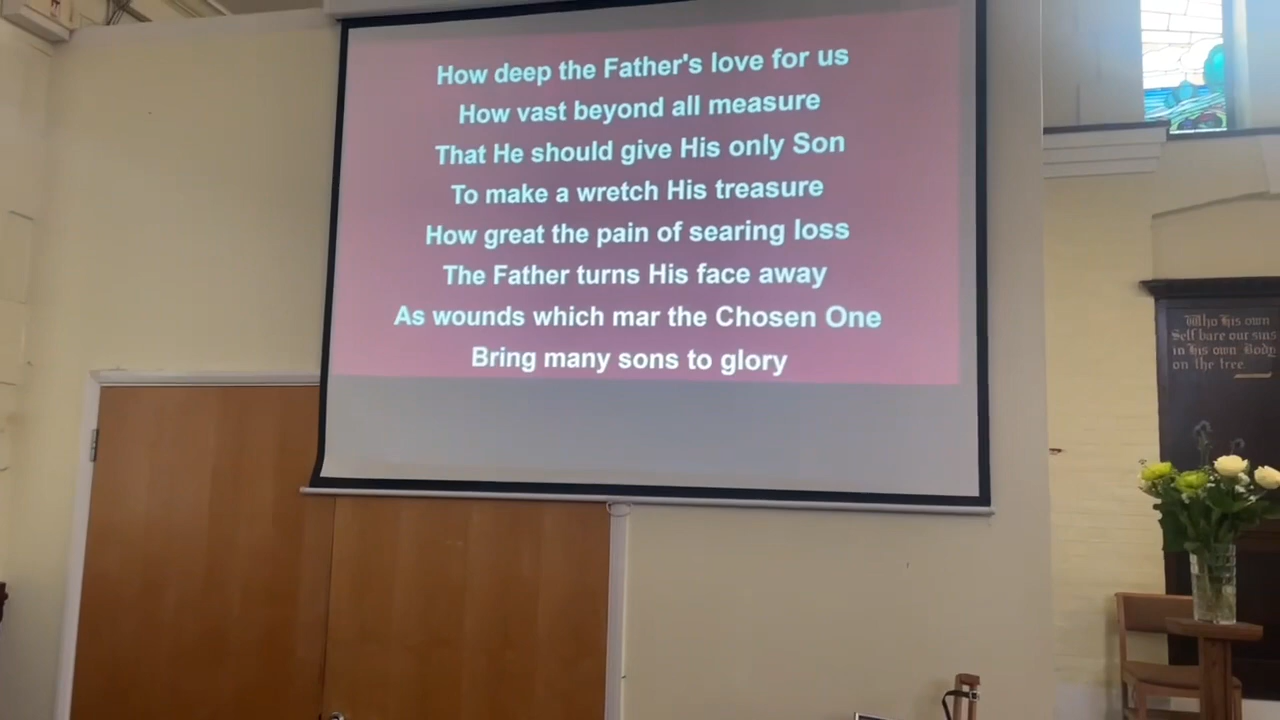 How deep the Father's love for us
How vast beyond all measure
That He should give His only Son
To make a wretch His treasure
How great the pain of searing loss
The Father turns His face away
As wounds which mar the Chosen One
Bring many sons to glory
Who His own
Self bare our sins
in his own Body
on the tree